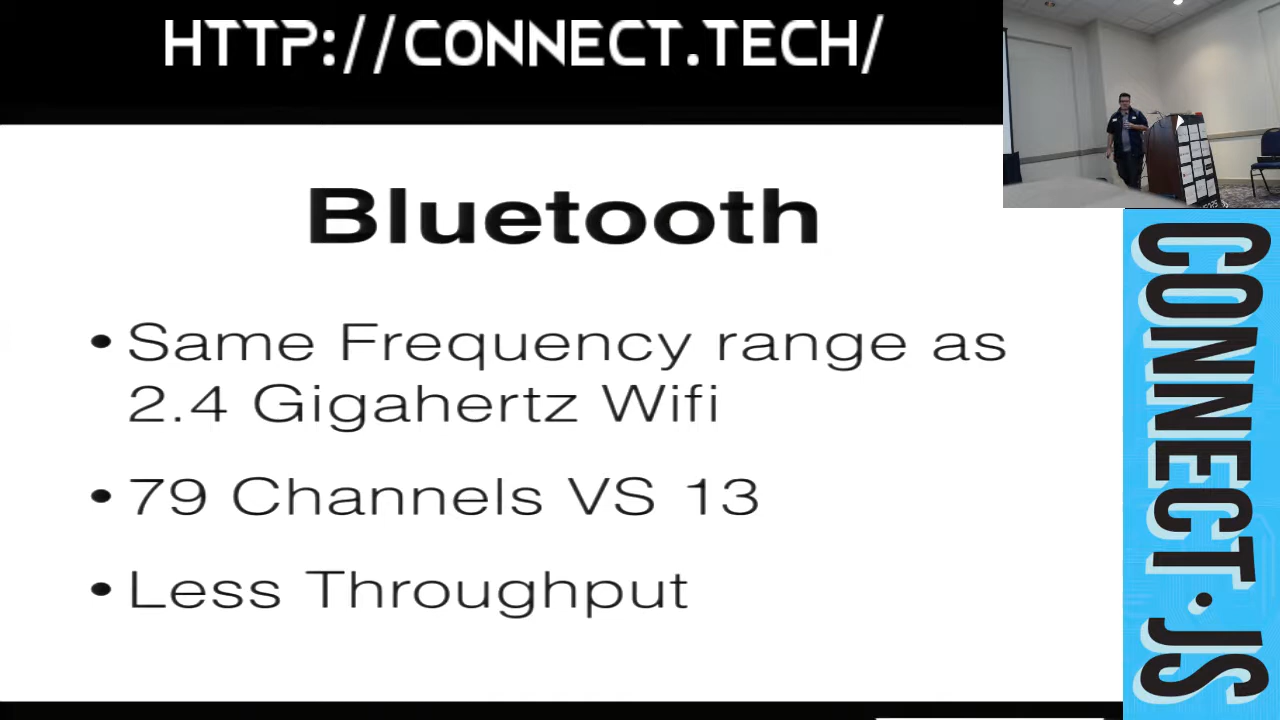 HTTP://CONNECT.TECH/
Bluetooth
• Same Frequency range as
2.4 Gigahertz Wifi
• 79 Channels VS 13
• Less Throughput
CONNECT.JS